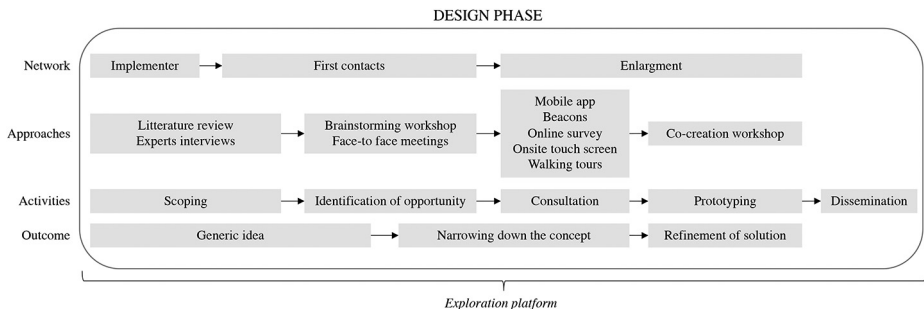 DESIGN PHASE
Network
Implementer
First contacts
Enlargment
Approaches
Litterature review
Experts interviews
Brainstorming workshop
Face-to face meetings
Mobile app
Beacons
Online survey
Onsite touch screen
Walking tours
Co-creation workshop
Activities
Scoping
Identification of opportunity
Consultation
Prototyping
Dissemination
Outcome
Generic idea
Narrowing down the concept
Refinement of solution
Exploration platform